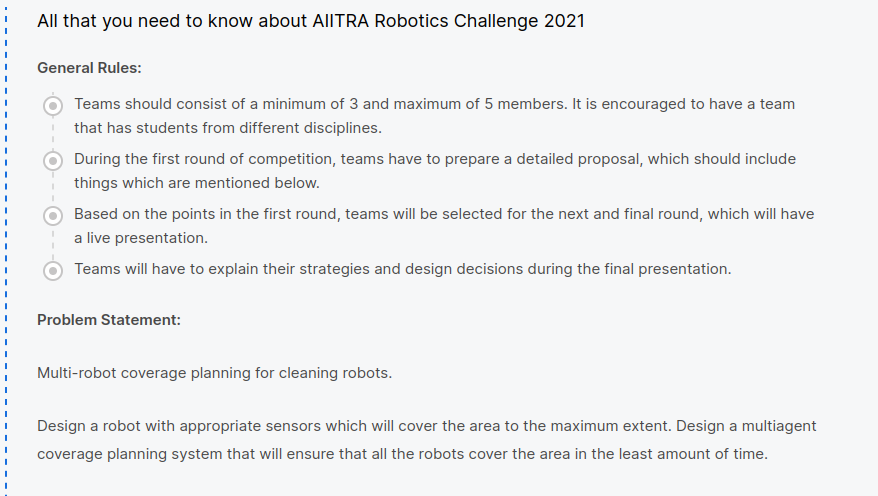 All that you need to know about AIITRA Robotics Challenge 2021
General Rules:
Teams should consist of a minimum of 3 and maximum of 5 members. It is encouraged to have a team
that has students from different disciplines.
During the first round of competition, teams have to prepare a detailed proposal, which should include
things which are mentioned below.
Based on the points in the first round, teams will be selected for the next and final round, which will have
a live presentation.
Teams will have to explain their strategies and design decisions during the final presentation.
Problem Statement:
Multi-robot coverage planning for cleaning robots.
Design a robot with appropriate sensors which will cover the area to the maximum extent. Design a multiagent
coverage planning system that will ensure that all the robots cover the area in the least amount of time.